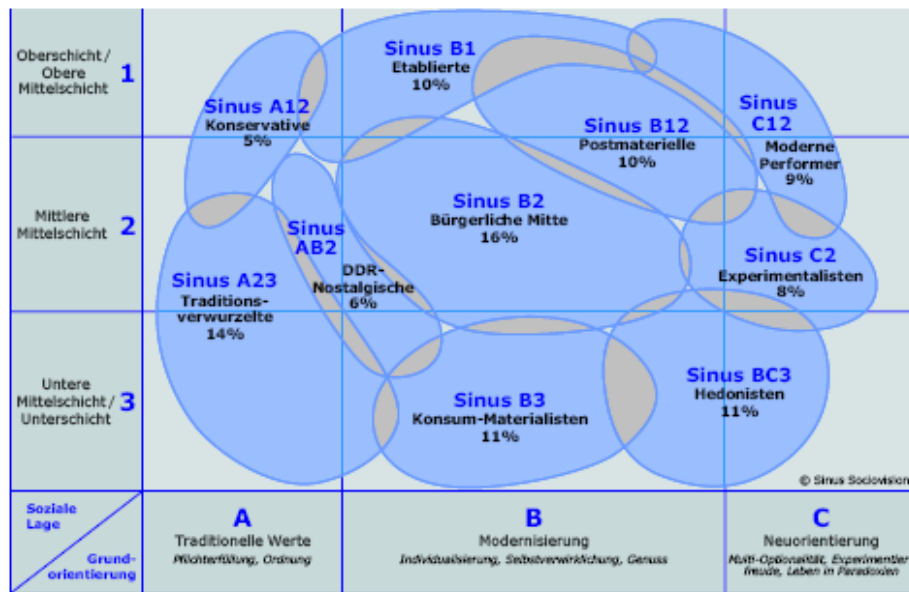 Oberschicht /
Obere
Mittelschicht
1
Sinus B1
Etablierte
10%
Sinus A12
Konservative
5%
Sinus B12
Postmaterielle
10%
Sinus
C12
Moderne
Performer
9%
Mittlere
Mittelschicht
2
Sinus
AB2
DDR-
Nostalgische
6%
Sinus B2
Bürgerliche Mitte
16%
Sinus C2
Experimentalisten
8%
Sinus A23
Traditions-
verwurzelte
14%
Untere
Mittelschicht /
Unterschicht
3
Sinus B3
Konsum-Materialisten
11%
Sinus BC3
Hedonisten
11%
© Sinus Sociovision
Soziale
Lage
Grund-
orientierung
A
Traditionelle Werte
Pflichterfüllung, Ordnung
B
Modernisierung
Individualisierung, Selbstverwirklichung, Genuss
C
Neuorientierung
Multi-Optionalität, Experimentier-
freude, Leben in Paradoxien